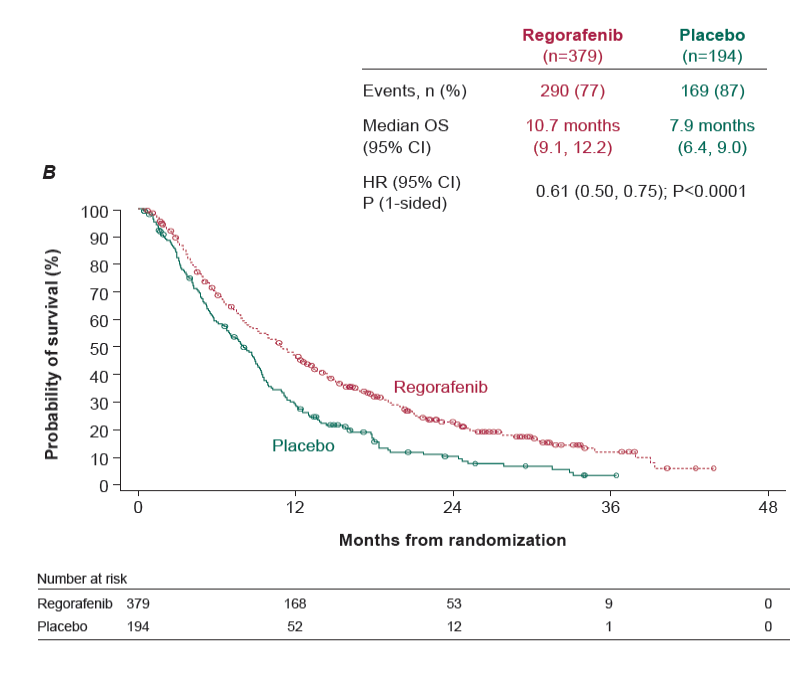 Regorafenib Placebo
(n=379) (n=194)
Events, n (%) 290 (77) 169 (87)
Median OS 10.7 months 7.9 months
(95% CI) (9.1, 12.2) (6.4, 9.0)
HR (95% CI)
0.61 (0.50, 0.75); P<0.0001
P (1-sided)
B
Probability of survival (%)
100
90
80
70
60
50
40
30
20
10
0
Regorafenib
Placebo
0 12 24 36 48
Months from randomization
Number at risk
Regorafenib 379 168 53 9 0
Placebo 194 52 12 1 0